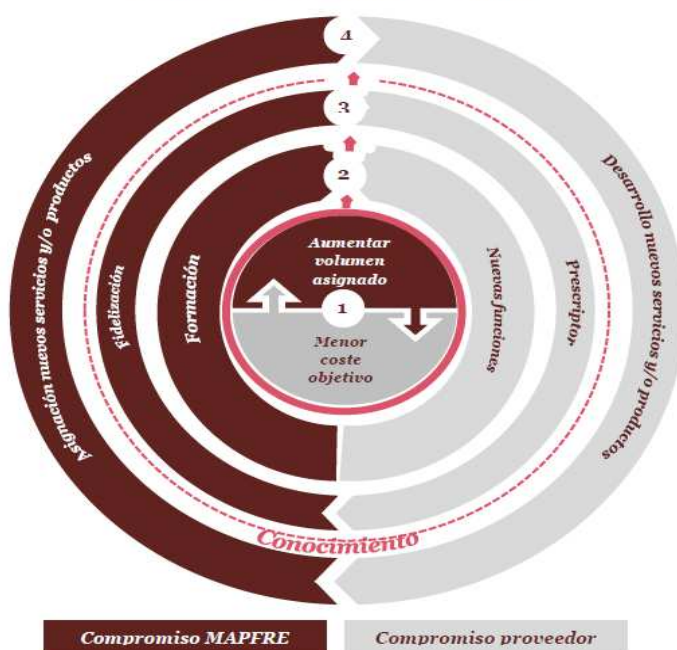 4
3
2
Aumentar
volumen
asignado
1
Menor
coste
objetivo
Formación
Nuevas funciones
Fidelización
Prescriptor
Asignación nuevos servicios y/o productos
Desarrollo nuevos servicios y/o productos
Conocimiento
Compromiso MAPFRE
Compromiso proveedor